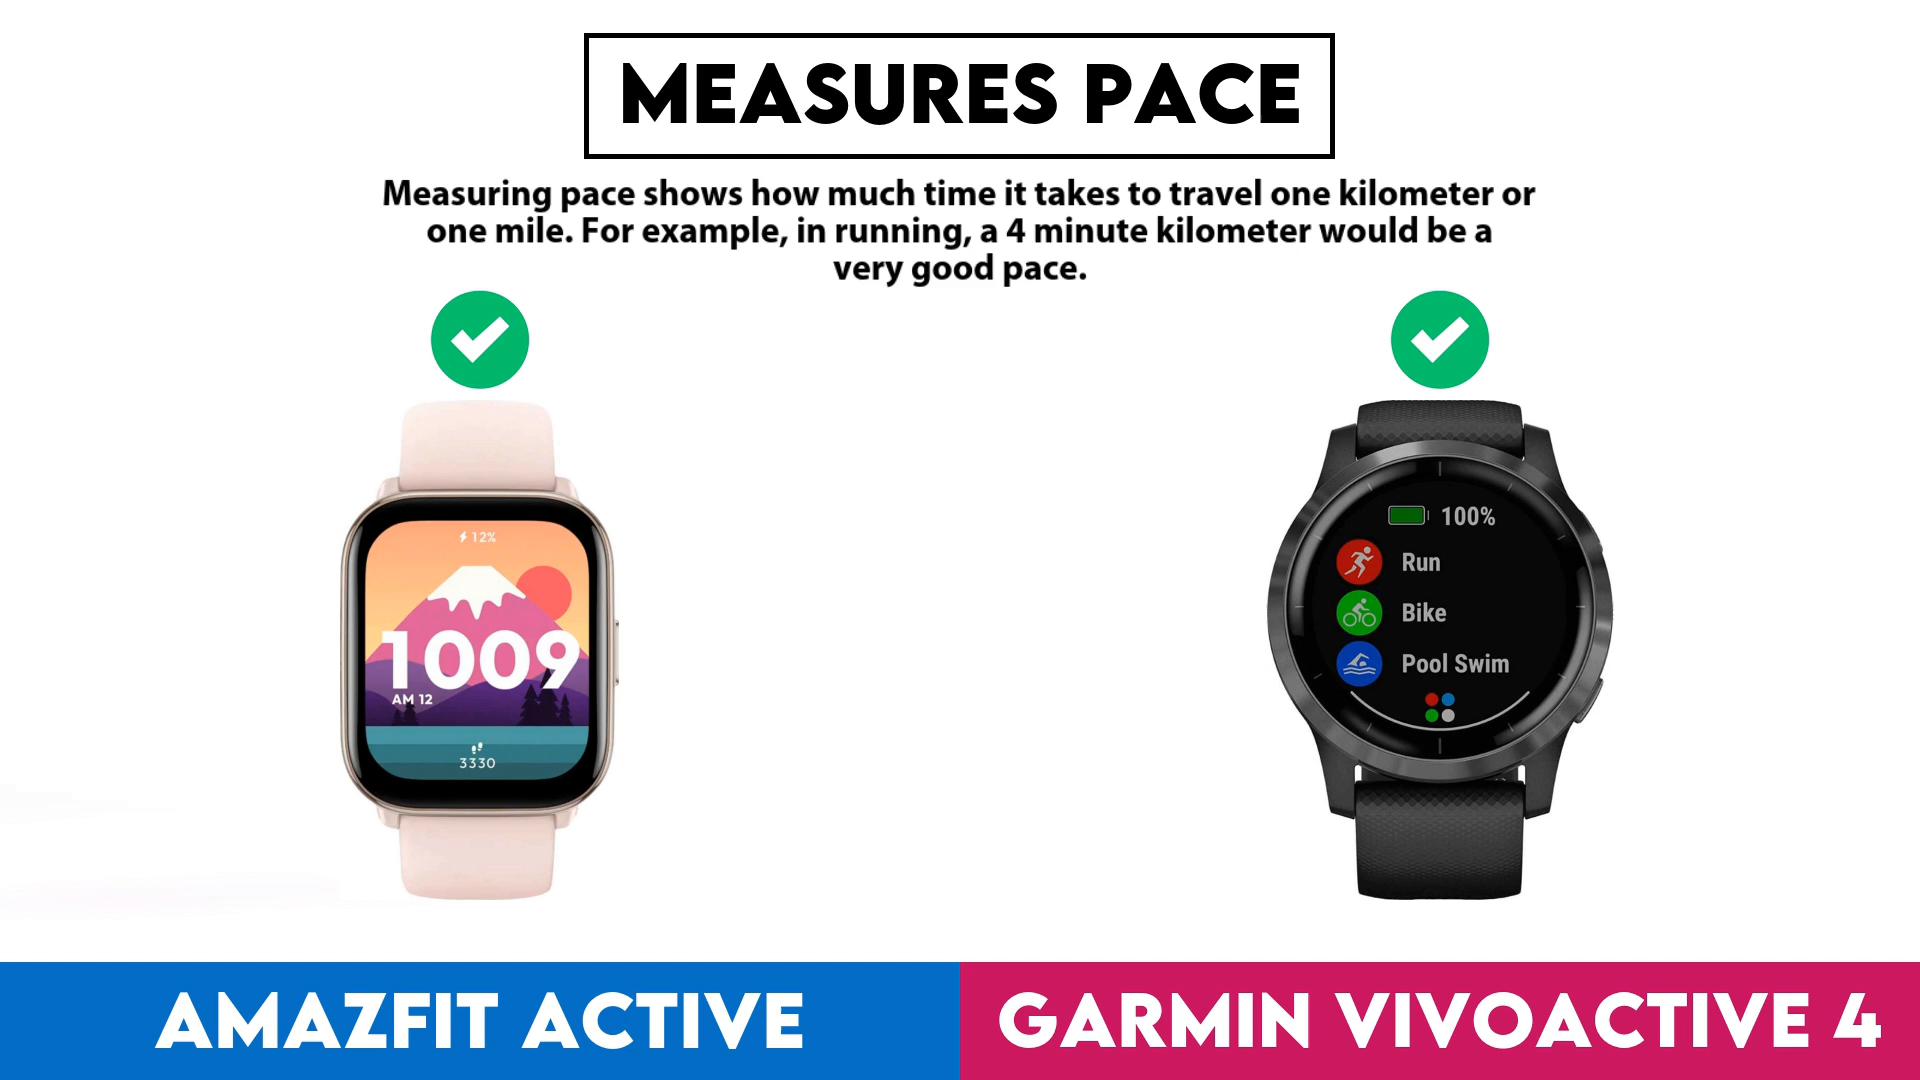 MEASURES PACE
Measuring pace shows how much time it takes to travel one kilometer or
one mile. For example, in running, a 4 minute kilometer would be a
very good pace.
12%
1009
AM 12
3330
100%
Run
Bike
Pool Swim
AMAZFIT ACTIVE
GARMIN VIVOACTIVE 4